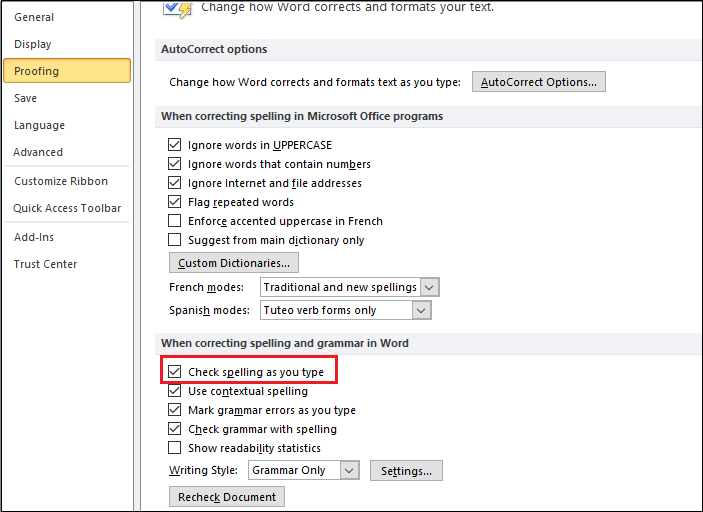 General
Display
Proofing
Save
Language
Advanced
Customize Ribbon
Quick Access Toolbar
Add-Ins
Trust Center
Change how Word corrects and formats your text.
AutoCorrect options
Change how Word corrects and formats text as you type: AutoCorrect Options...
When correcting spelling in Microsoft Office programs
Ignore words in UPPERCASE
Ignore words that contain numbers
Ignore Internet and file addresses
Flag repeated words
Enforce accented uppercase in French
Suggest from main dictionary only
Custom Dictionaries...
French modes: Traditional and new spellings
Spanish modes: Tuteo verb forms only
When correcting spelling and grammar in Word
Check spelling as you type
Use contextual spelling
Mark grammar errors as you type
Check grammar with spelling
Show readability statistics
Writing Style: Grammar Only Settings...
Recheck Document